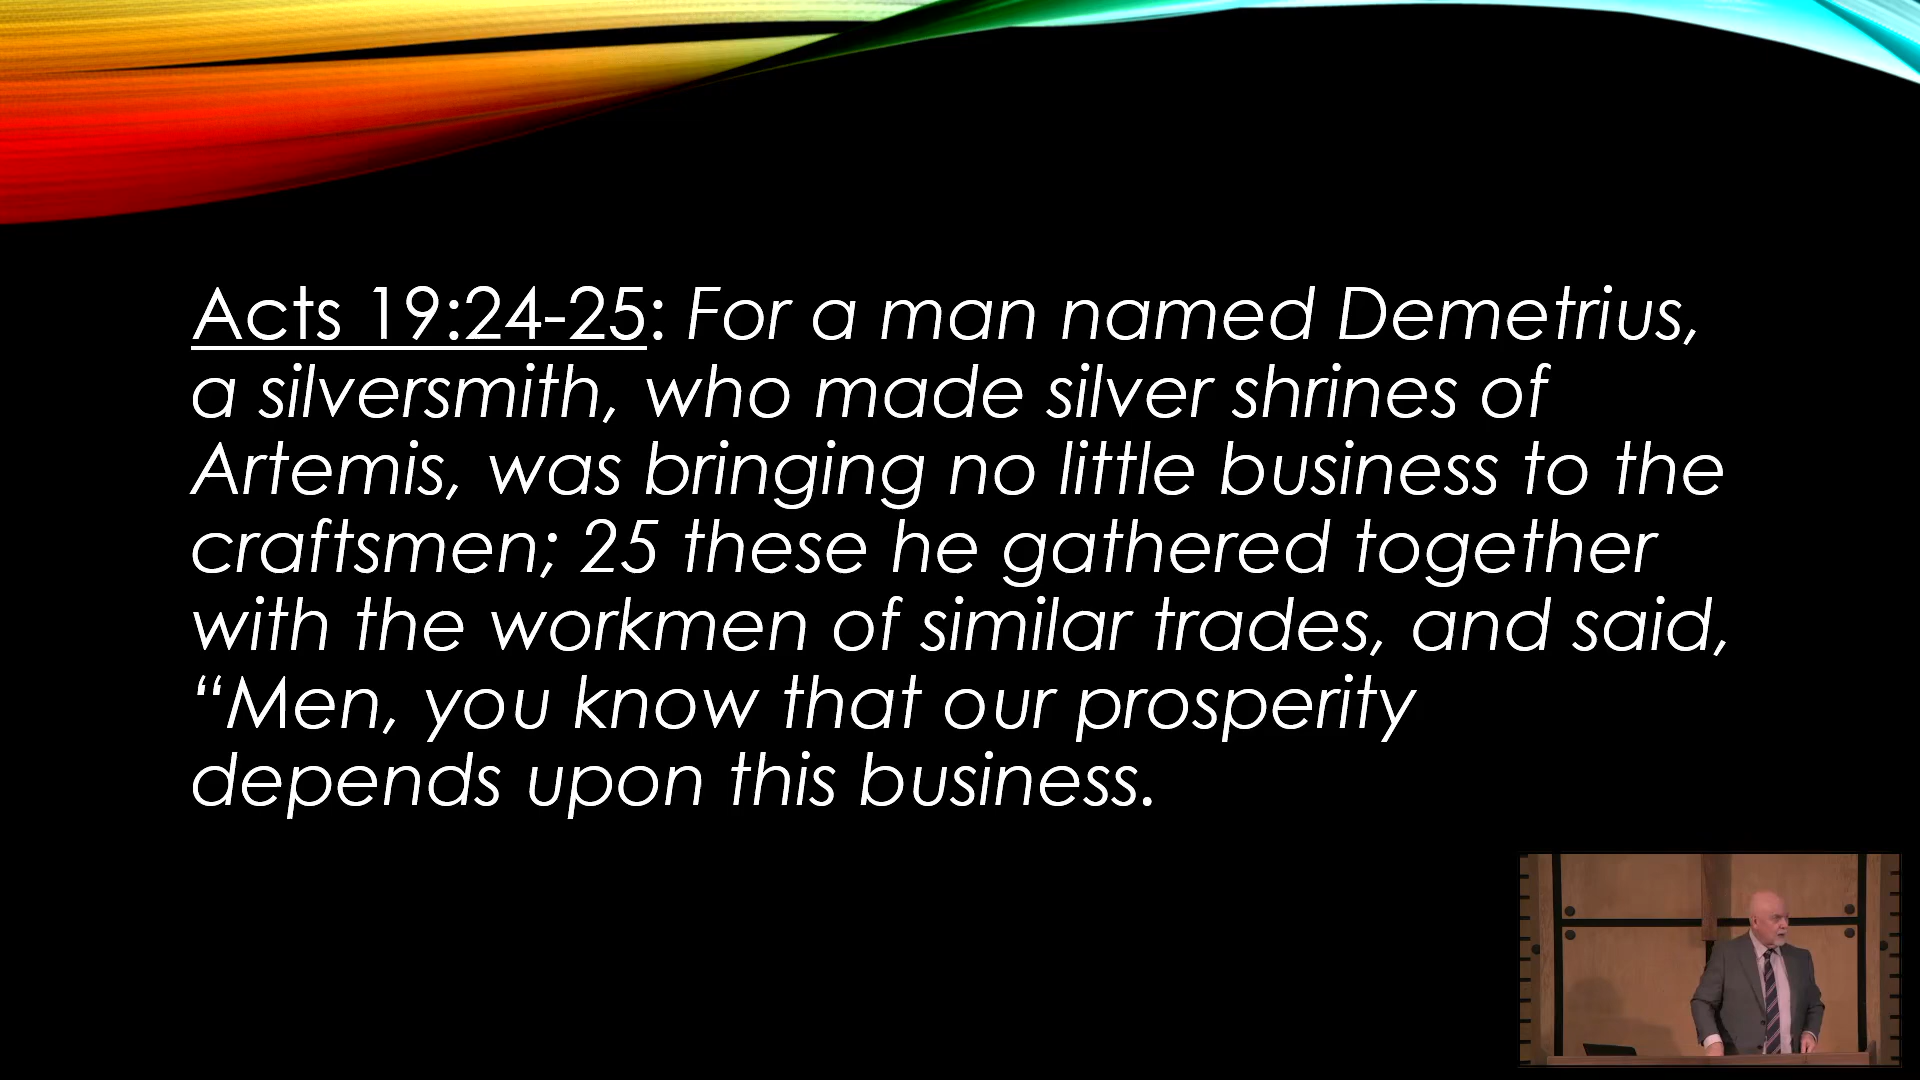 Acts 19:24-25: For a man named Demetrius,
a silversmith, who made silver shrines of
Artemis, was bringing no little business to the
craftsmen; 25 these he gathered together
with the workmen of similar trades, and said,
“Men, you know that our prosperity
depends upon this business.